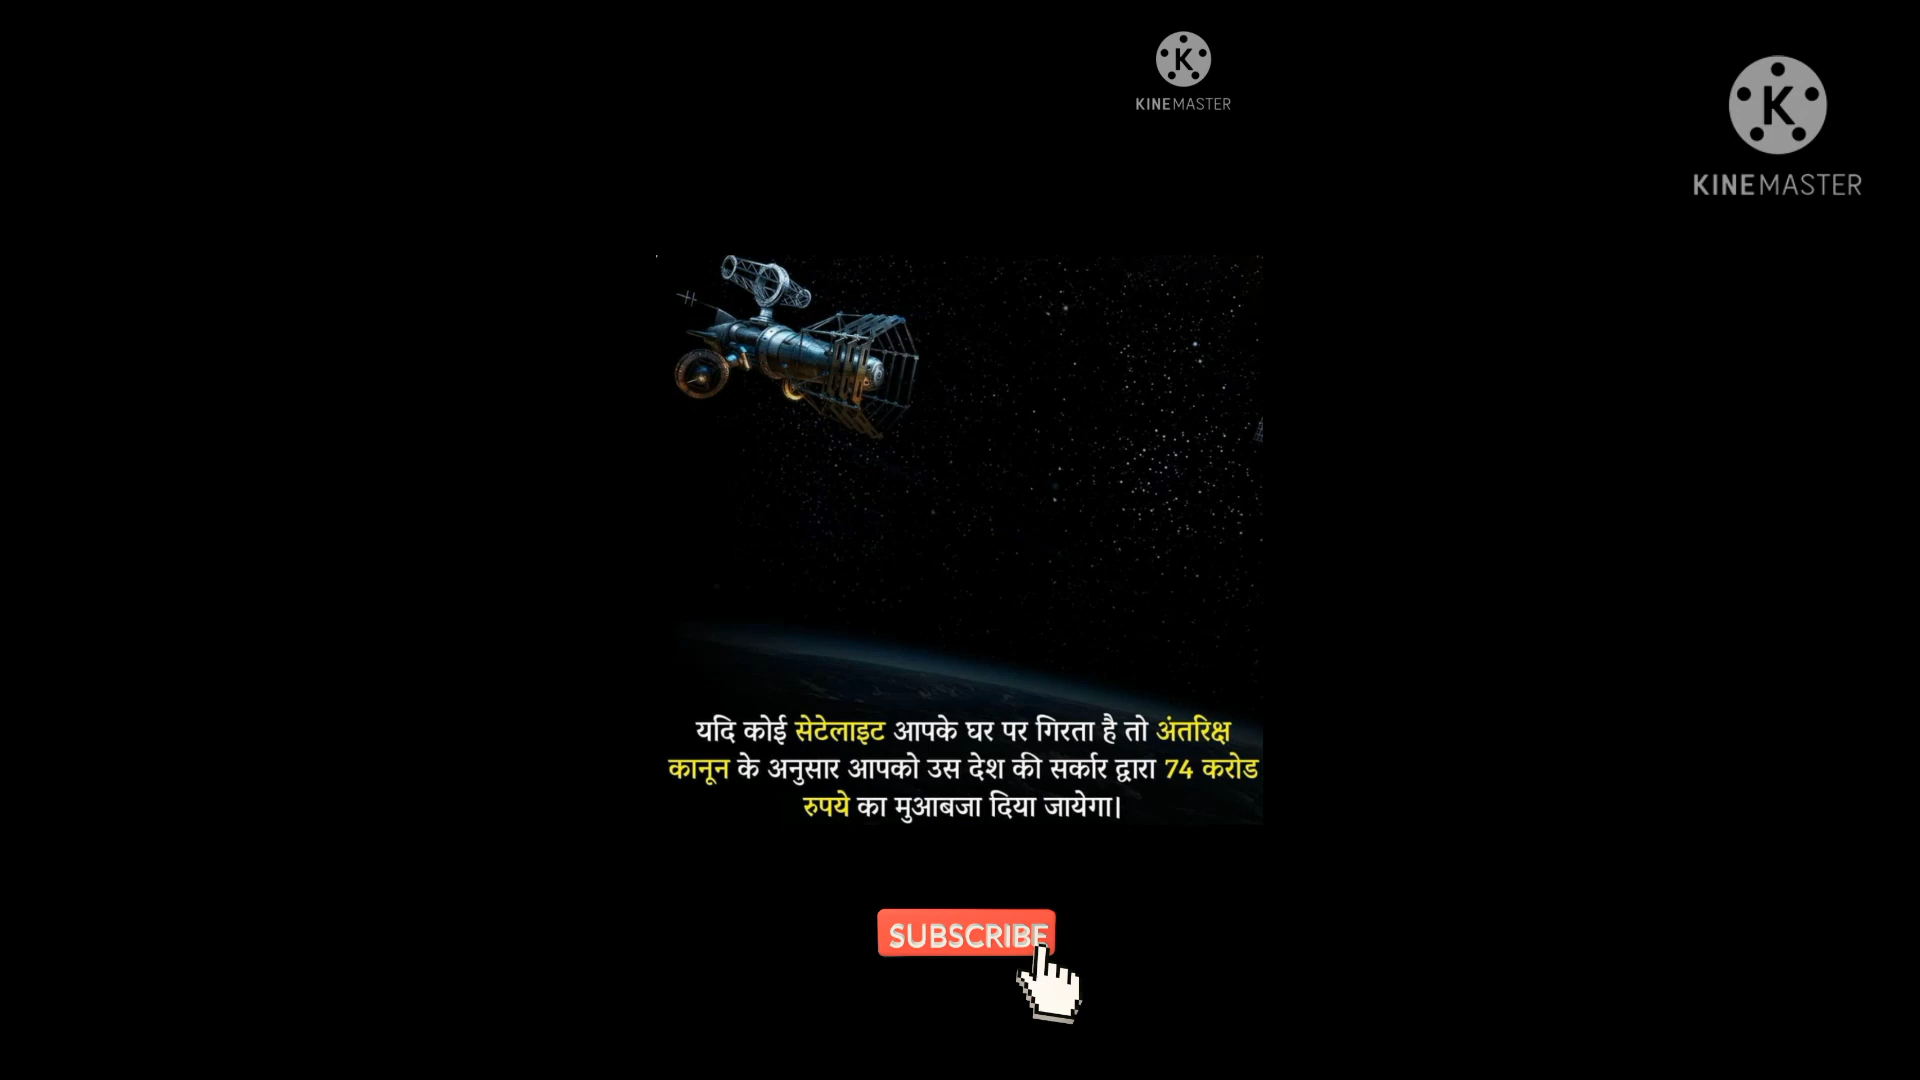 K
KINEMASTER
K
KINEMASTER
यदि कोई सेटेलाइट आपके घर पर गिरता है तो अंतरिक्ष
कानून के अनुसार आपको उस देश की सर्कार द्वारा 74 करोड
रुपये का मुआबजा दिया जायेगा|
SUBSCRIBE